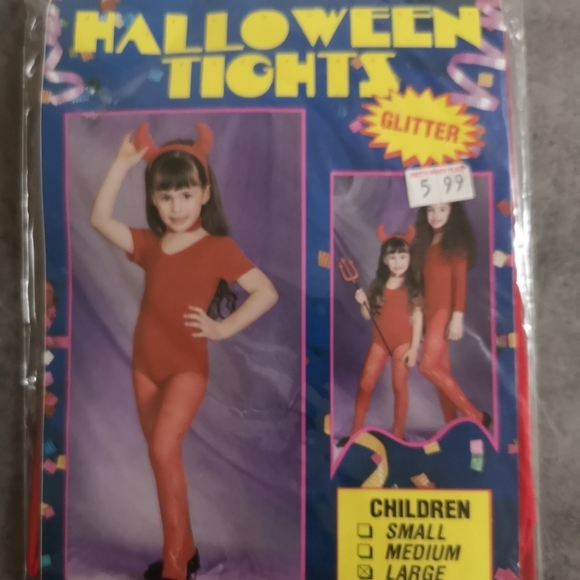 HALLOWEEN
TIGHTS
GLITTER
5 99
CHILDREN
SMALL
MEDIUM
LARGE